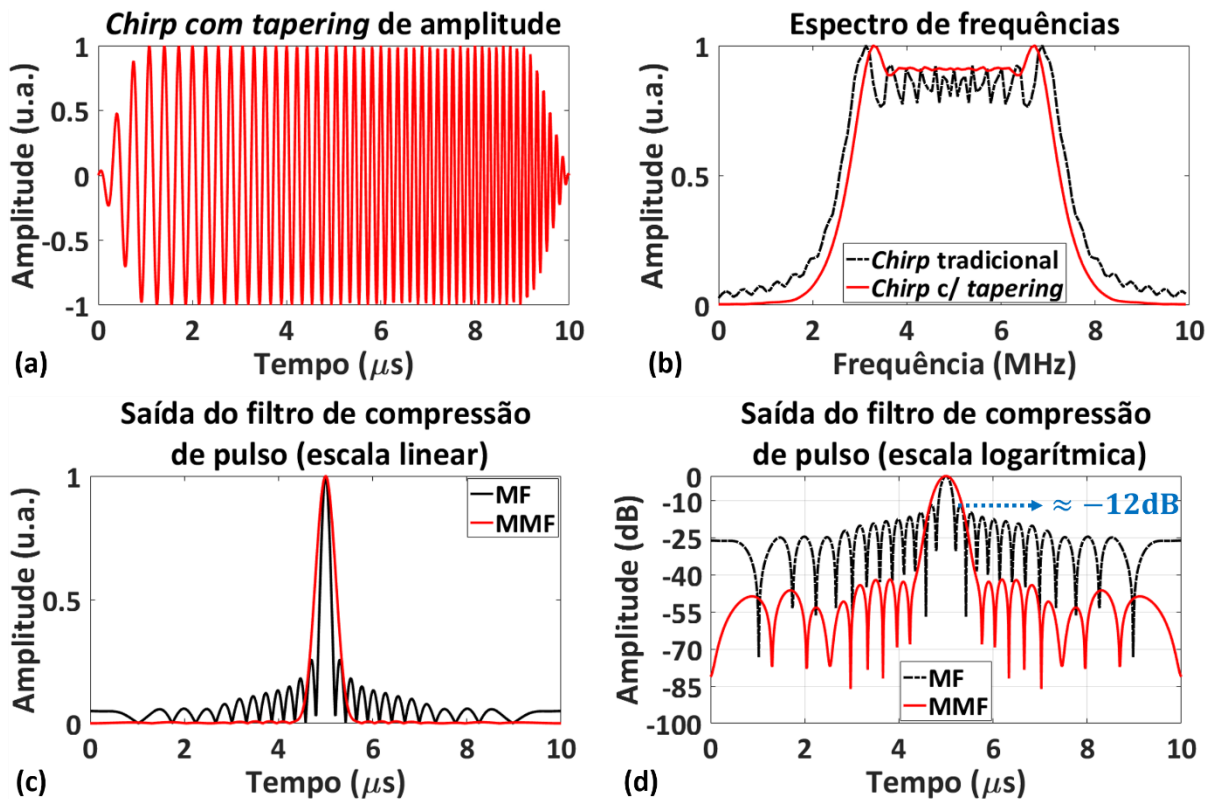 Chirp com tapering de amplitude
Amplitude (u.a.)
1
0.5
0
-0.5
-1
0 2 4 6 8 10
Tempo (μs)
(a)
Espectro de frequências
Amplitude (u.a.)
1
0.5
0
Chirp tradicional
Chirp c/ tapering
0 2 4 6 8 10
Frequência (MHz)
(b)
Saída do filtro de compressão
de pulso (escala linear)
Amplitude (u.a.)
1
0.5
0
MF
MMF
0 2 4 6 8 10
Tempo (μs)
(c)
Saída do filtro de compressão
de pulso (escala logarítmica)
Amplitude (dB)
0
-10
-25
-40
-55
-70
-85
-100
≈ −12dB
MF
MMF
0 2 4 6 8 10
Tempo (μs)
(d)